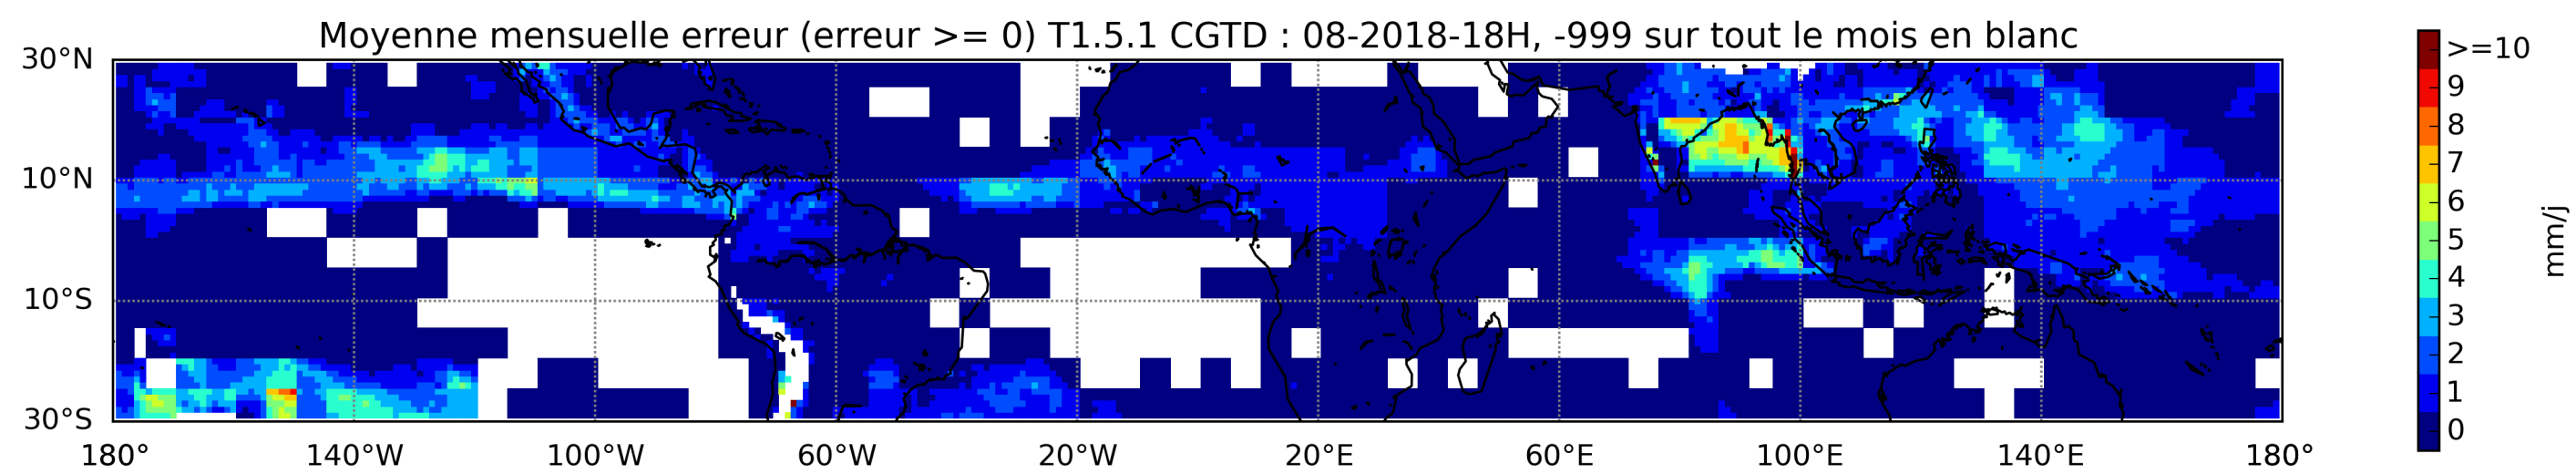 Moyenne mensuelle erreur (erreur >= 0) T1.5.1 CGTD : 08-2018-18H, -999 sur tout le mois en blanc
30°N
10°N
10°S
30°S
180° 140°W 100°W 60°W 20°W 20°E 60°E 100°E 140°E 180°
>=10
9
8
7
6
5
4
3
2
1
0
mm/j